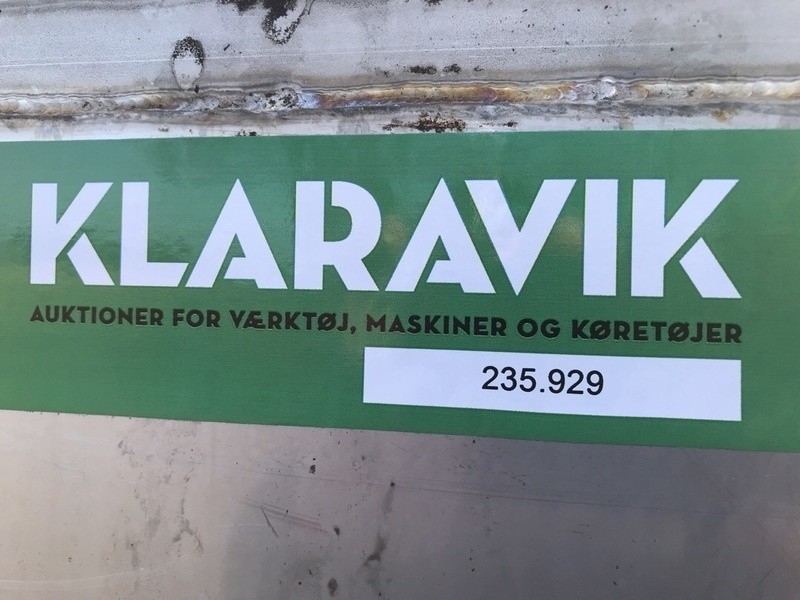 KLARAVIK
AUKTIONER FOR VÆRKTØJ, MASKINER OG KØRETØJER
235.929